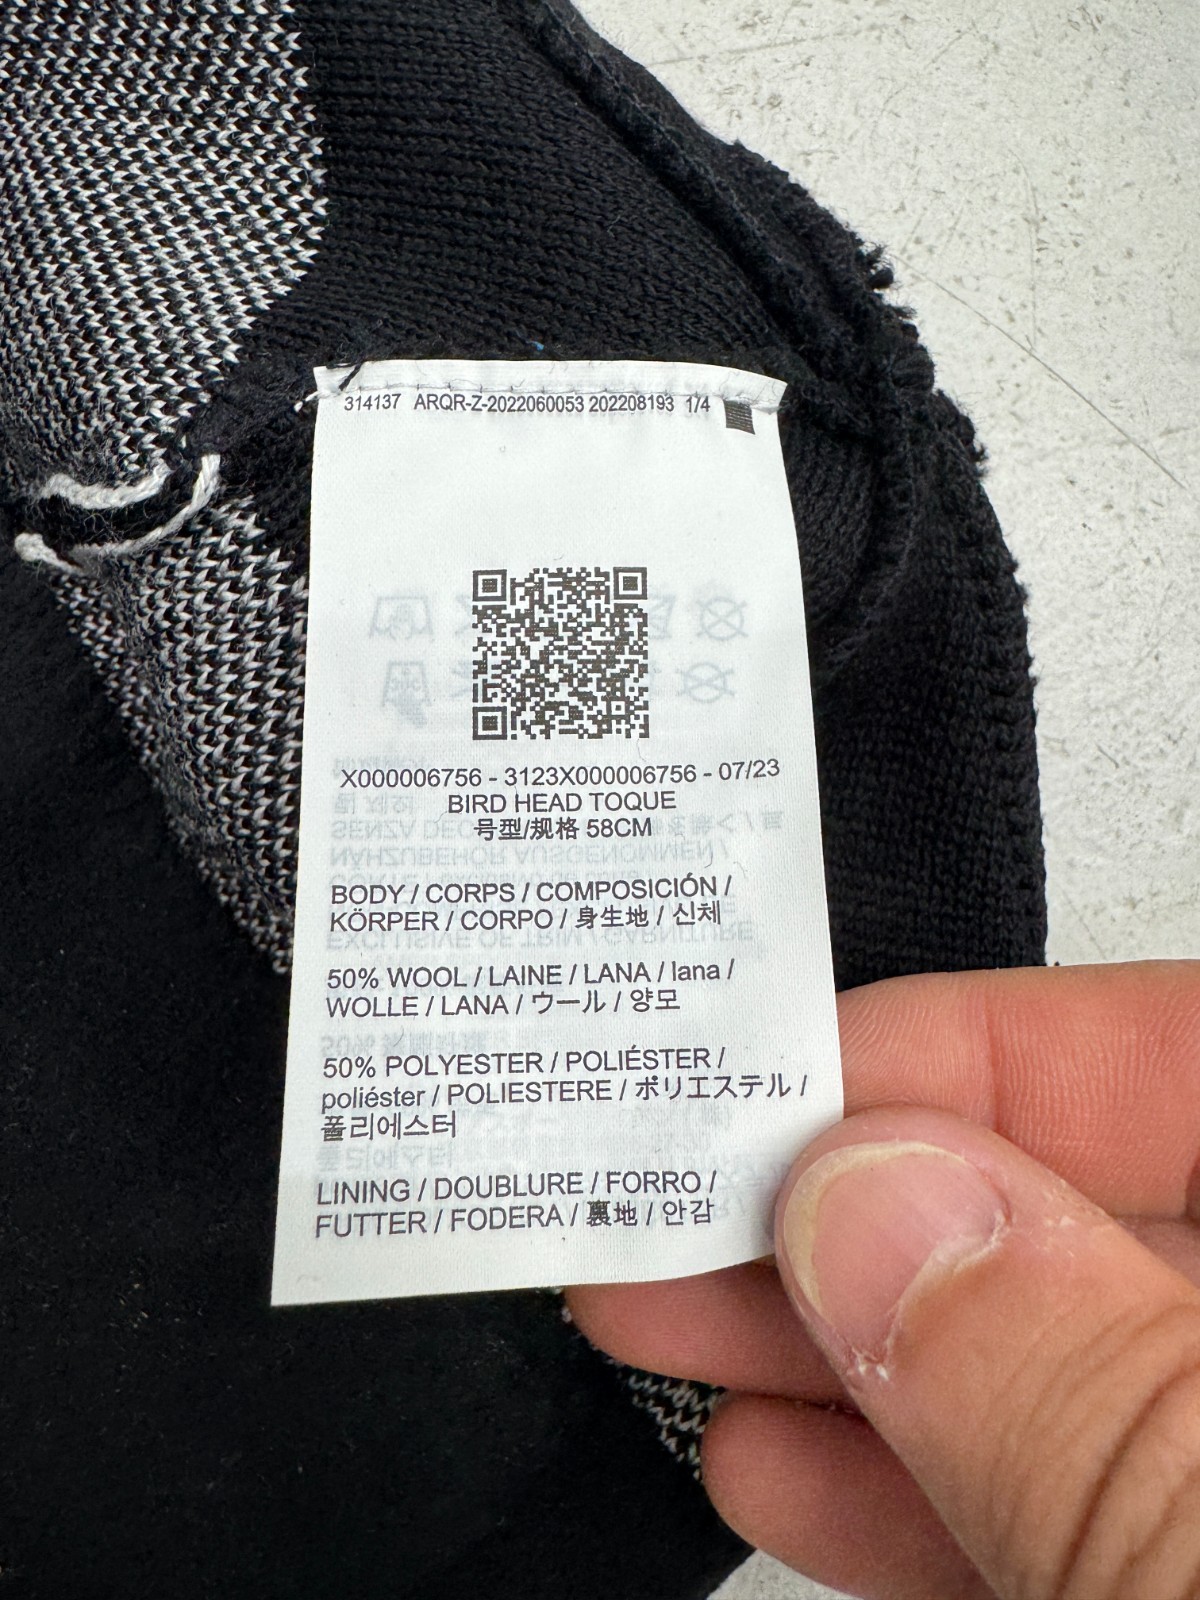 314137 ARQR-Z-2022060053 202208193 1/4
X000006756 - 3123X000006756 - 07/23
BIRD HEAD TOQUE
号型/规格 58CM
BODY / CORPS / COMPOSICIÓN /
KÖRPER / CORPO / 身生地 / 신체
50% WOOL / LAINE / LANA / lana /
WOLLE / LANA / ウール / 양모
50% POLYESTER / POLIÉSTER /
poliéster / POLIESTERE / ポリエステル /
폴리에스터
LINING / DOUBLURE / FORRO /
FUTTER / FODERA / 裏地 / 안감